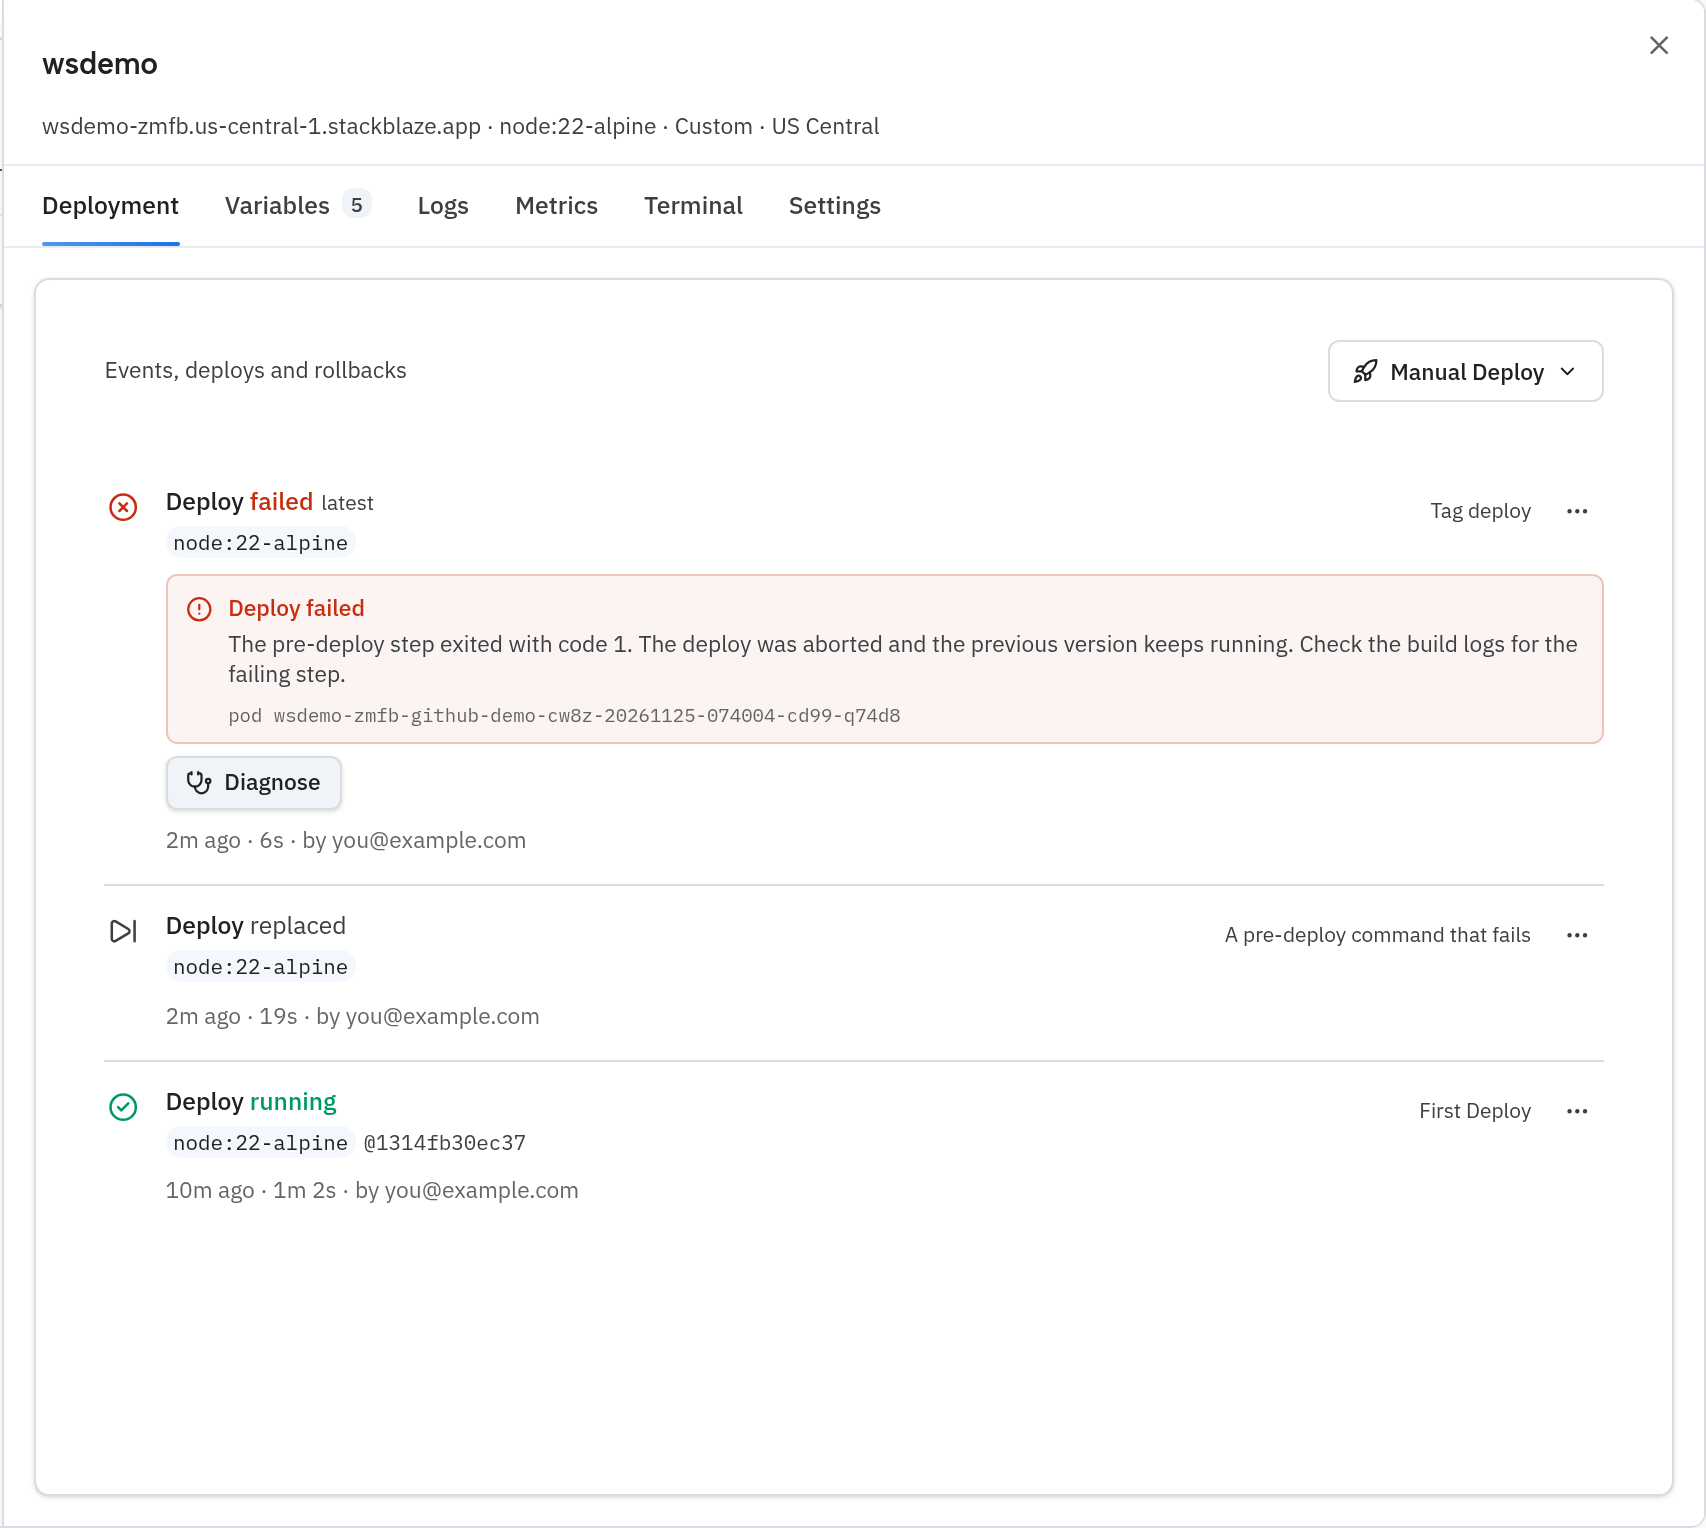 wsdemo
wsdemo-zmfb.us-central-1.stackblaze.app · node:22-alpine · Custom · US Central
Deployment Variables 5 Logs Metrics Terminal Settings
Events, deploys and rollbacks
Manual Deploy
Deploy failed latest
Tag deploy
node:22-alpine
Deploy failed
The pre-deploy step exited with code 1. The deploy was aborted and the previous version keeps running. Check the build logs for the
failing step.
pod wsdemo-zmfb-github-demo-cw8z-20261125-074004-cd99-q74d8
Diagnose
2m ago · 6s · by you@example.com
Deploy replaced
A pre-deploy command that fails
node:22-alpine
2m ago · 19s · by you@example.com
Deploy running
First Deploy
node:22-alpine @1314fb30ec37
10m ago · 1m 2s · by you@example.com